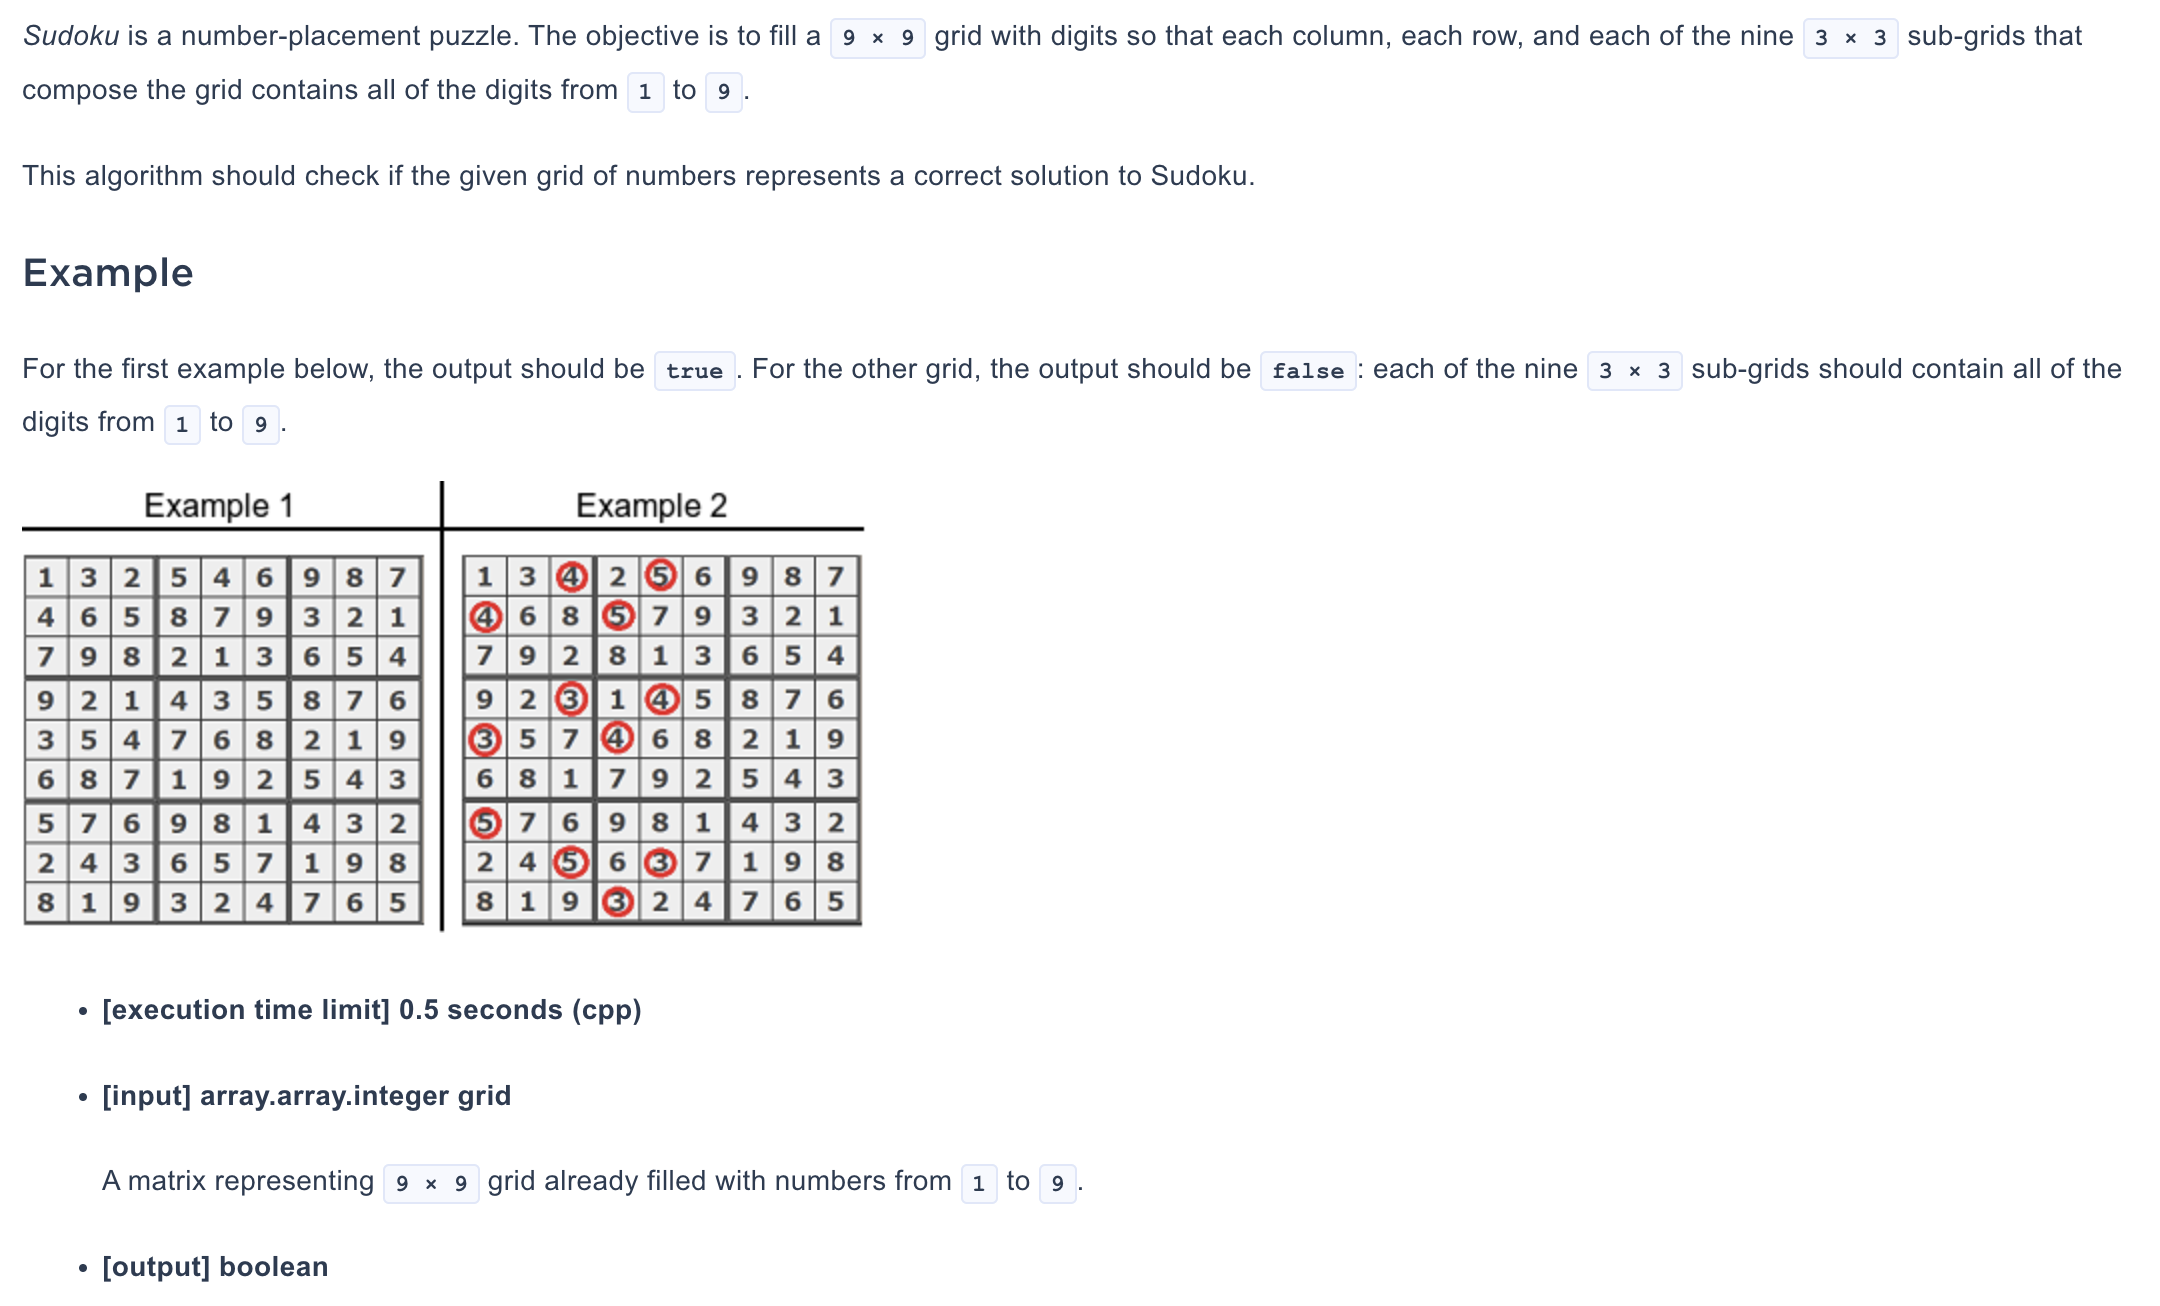 Sudoku is a number-placement puzzle. The objective is to fill a 9 × 9 grid with digits so that each column, each row, and each of the nine 3 × 3 sub-grids that
compose the grid contains all of the digits from 1 to 9.
This algorithm should check if the given grid of numbers represents a correct solution to Sudoku.
Example
For the first example below, the output should be true. For the other grid, the output should be false: each of the nine 3 × 3 sub-grids should contain all of the
digits from 1 to 9.
Example 1
1 3 2 5 4 6 9 8 7
4 6 5 8 7 9 3 2 1
7 9 8 2 1 3 6 5 4
9 2 1 4 3 5 8 7 6
3 5 4 7 6 8 2 1 9
6 8 7 1 9 2 5 4 3
5 7 6 9 8 1 4 3 2
2 4 3 6 5 7 1 9 8
8 1 9 3 2 4 7 6 5
Example 2
1 3 4 2 5 6 9 8 7
4 6 8 5 7 9 3 2 1
7 9 2 8 1 3 6 5 4
9 2 3 1 4 5 8 7 6
3 5 7 4 6 8 2 1 9
6 8 1 7 9 2 5 4 3
5 7 6 9 8 1 4 3 2
2 4 5 6 3 7 1 9 8
8 1 9 3 2 4 7 6 5
• [execution time limit] 0.5 seconds (cpp)
• [input] array.array.integer grid
A matrix representing 9 × 9 grid already filled with numbers from 1 to 9.
• [output] boolean